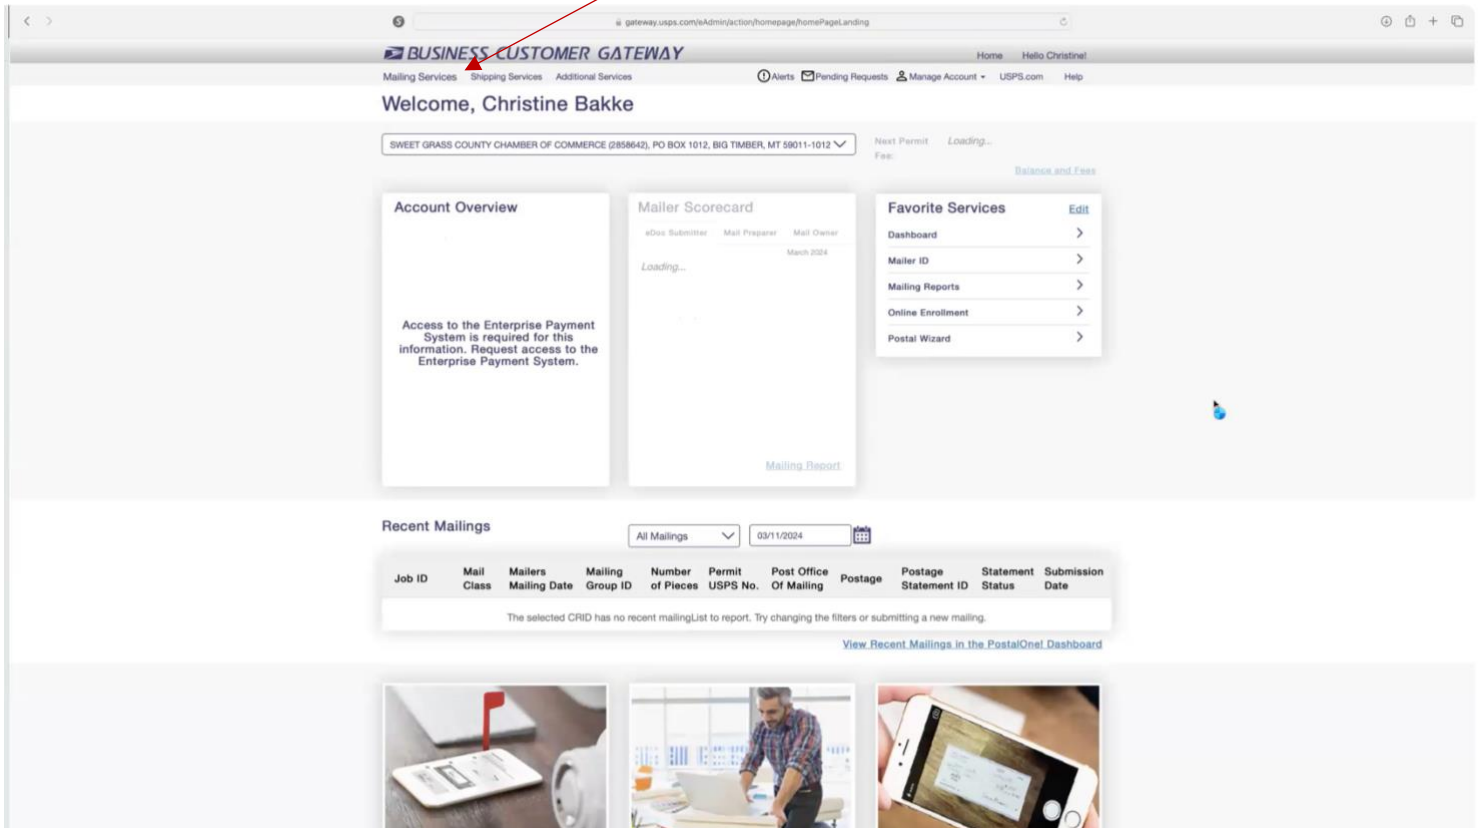 gateway.usps.com/eAdmin/action/homepage/homePageLanding
BUSINESS CUSTOMER GATEWAY
Home Hello Christine!
Mailing Services Shipping Services Additional Services Alerts Pending Requests Manage Account USPS.com Help
Welcome, Christine Bakke
SWEET GRASS COUNTY CHAMBER OF COMMERCE (2858642), PO BOX 1012, BIG TIMBER, MT 59011-1012
Next Permit Fee: Loading...
Balance and Fees
Account Overview
Access to the Enterprise Payment
System is required for this
information. Request access to the
Enterprise Payment System.
Mailer Scorecard
eDoc Submitter Mail Preparer Mail Owner
March 2024
Loading...
Mailing Report
Favorite Services Edit
Dashboard
Mailer ID
Mailing Reports
Online Enrollment
Postal Wizard
Recent Mailings
All Mailings 03/11/2024
Job ID Mail Class Mailers Mailing Date Mailing Group ID Number of Pieces Permit USPS No. Post Office Of Mailing Postage Postage Statement ID Statement Status Submission Date
The selected CRID has no recent mailingList to report. Try changing the filters or submitting a new mailing.
View Recent Mailings in the PostalOne! Dashboard